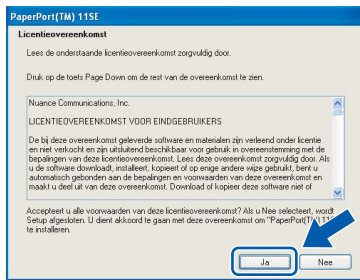 PaperPort(TM) 11SE
Licentieovereenkomst
Lees de onderstaande licentieovereenkomst zorgvuldig door.
Druk op de toets Page Down om de rest van de overeenkomst te zien.
Nuance Communications, Inc.
LICENTIEOVEREENKOMST VOOR EINDGEBRUIKERS
De bij deze overeenkomst geleverde software en materialen zijn verleend onder licentie
en niet verkocht en zijn uitsluitend beschikbaar voor gebruik in overeenstemming met de
bepalingen van deze licentieovereenkomst. Lees deze overeenkomst zorgvuldig door. Als
u de software downloadt, installeert, kopieert of op enige andere wijze gebruikt, bent u
automatisch gebonden aan de bepalingen en voorwaarden van deze overeenkomst en
maakt u deel uit van deze overeenkomst. Download of kopieer deze software niet of
Accepteert u alle voorwaarden van deze licentieovereenkomst? Als u Nee selecteert, wordt
Setup afgesloten. U dient akkoord te gaan met deze overeenkomst om "PaperPort(TM) 11
te installeren.
Ja
Nee